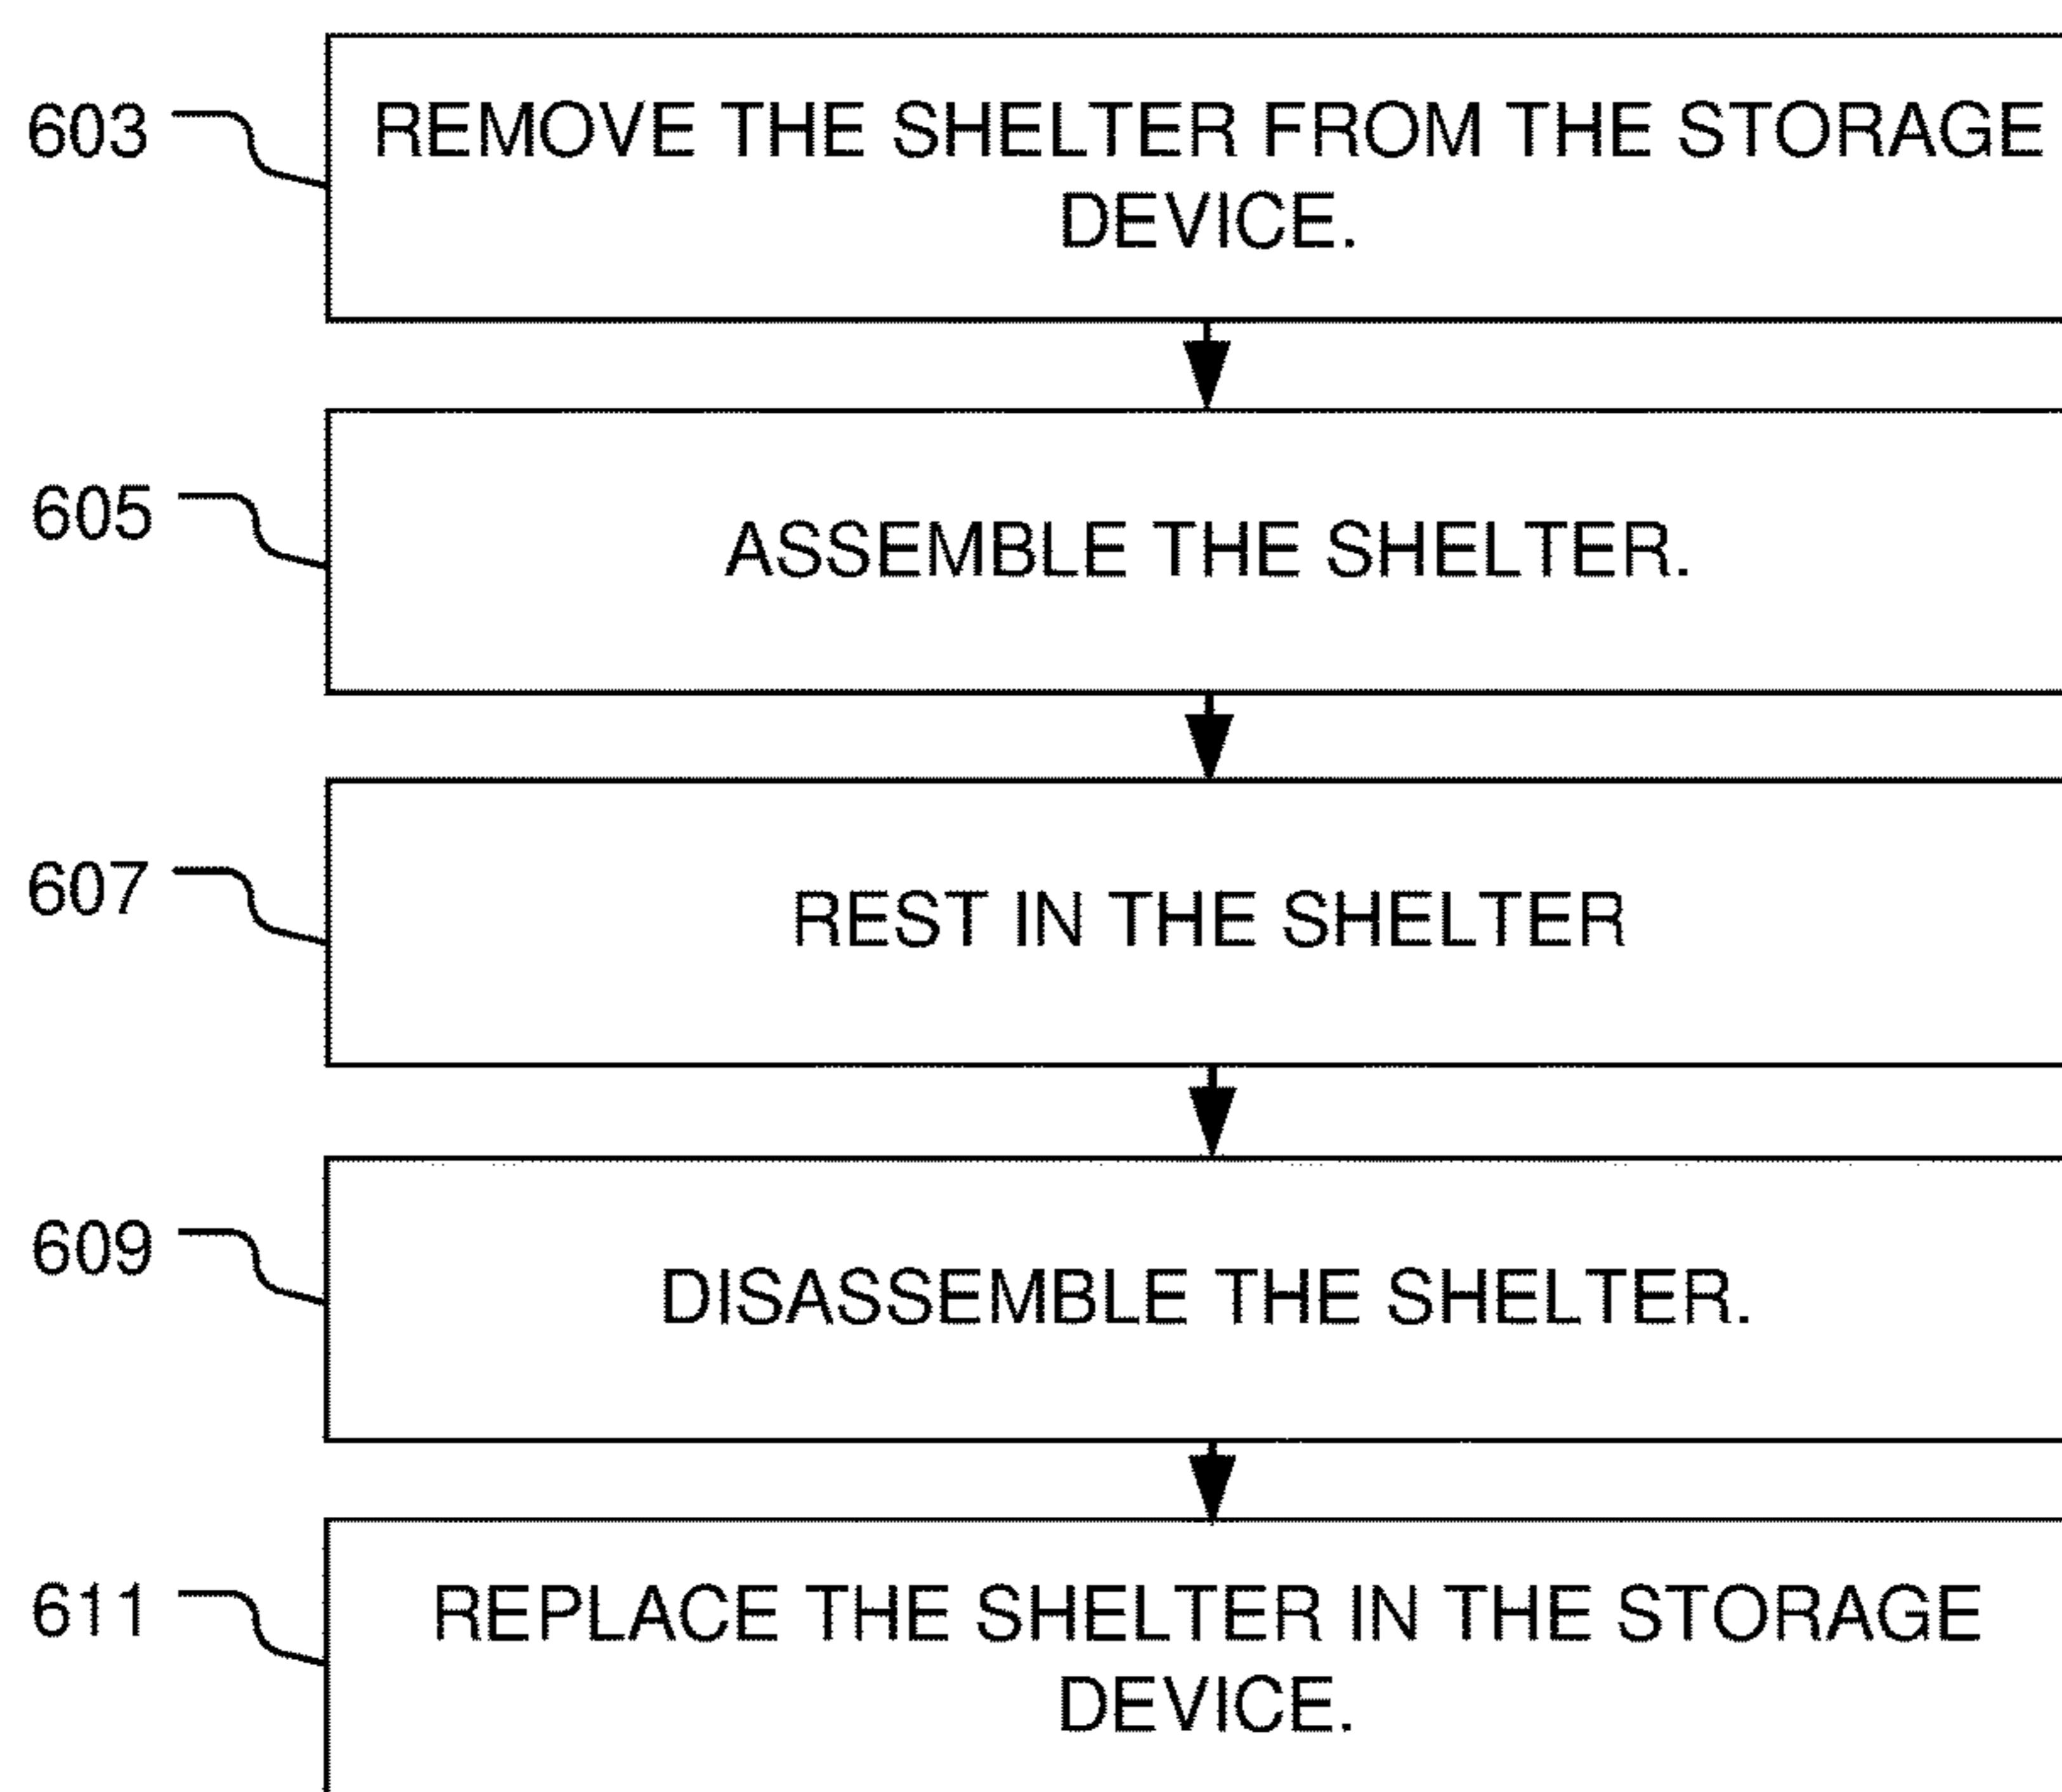 603
REMOVE THE SHELTER FROM THE STORAGE
DEVICE.
605
ASSEMBLE THE SHELTER.
607
REST IN THE SHELTER
609
DISASSEMBLE THE SHELTER.
611
REPLACE THE SHELTER IN THE STORAGE
DEVICE.